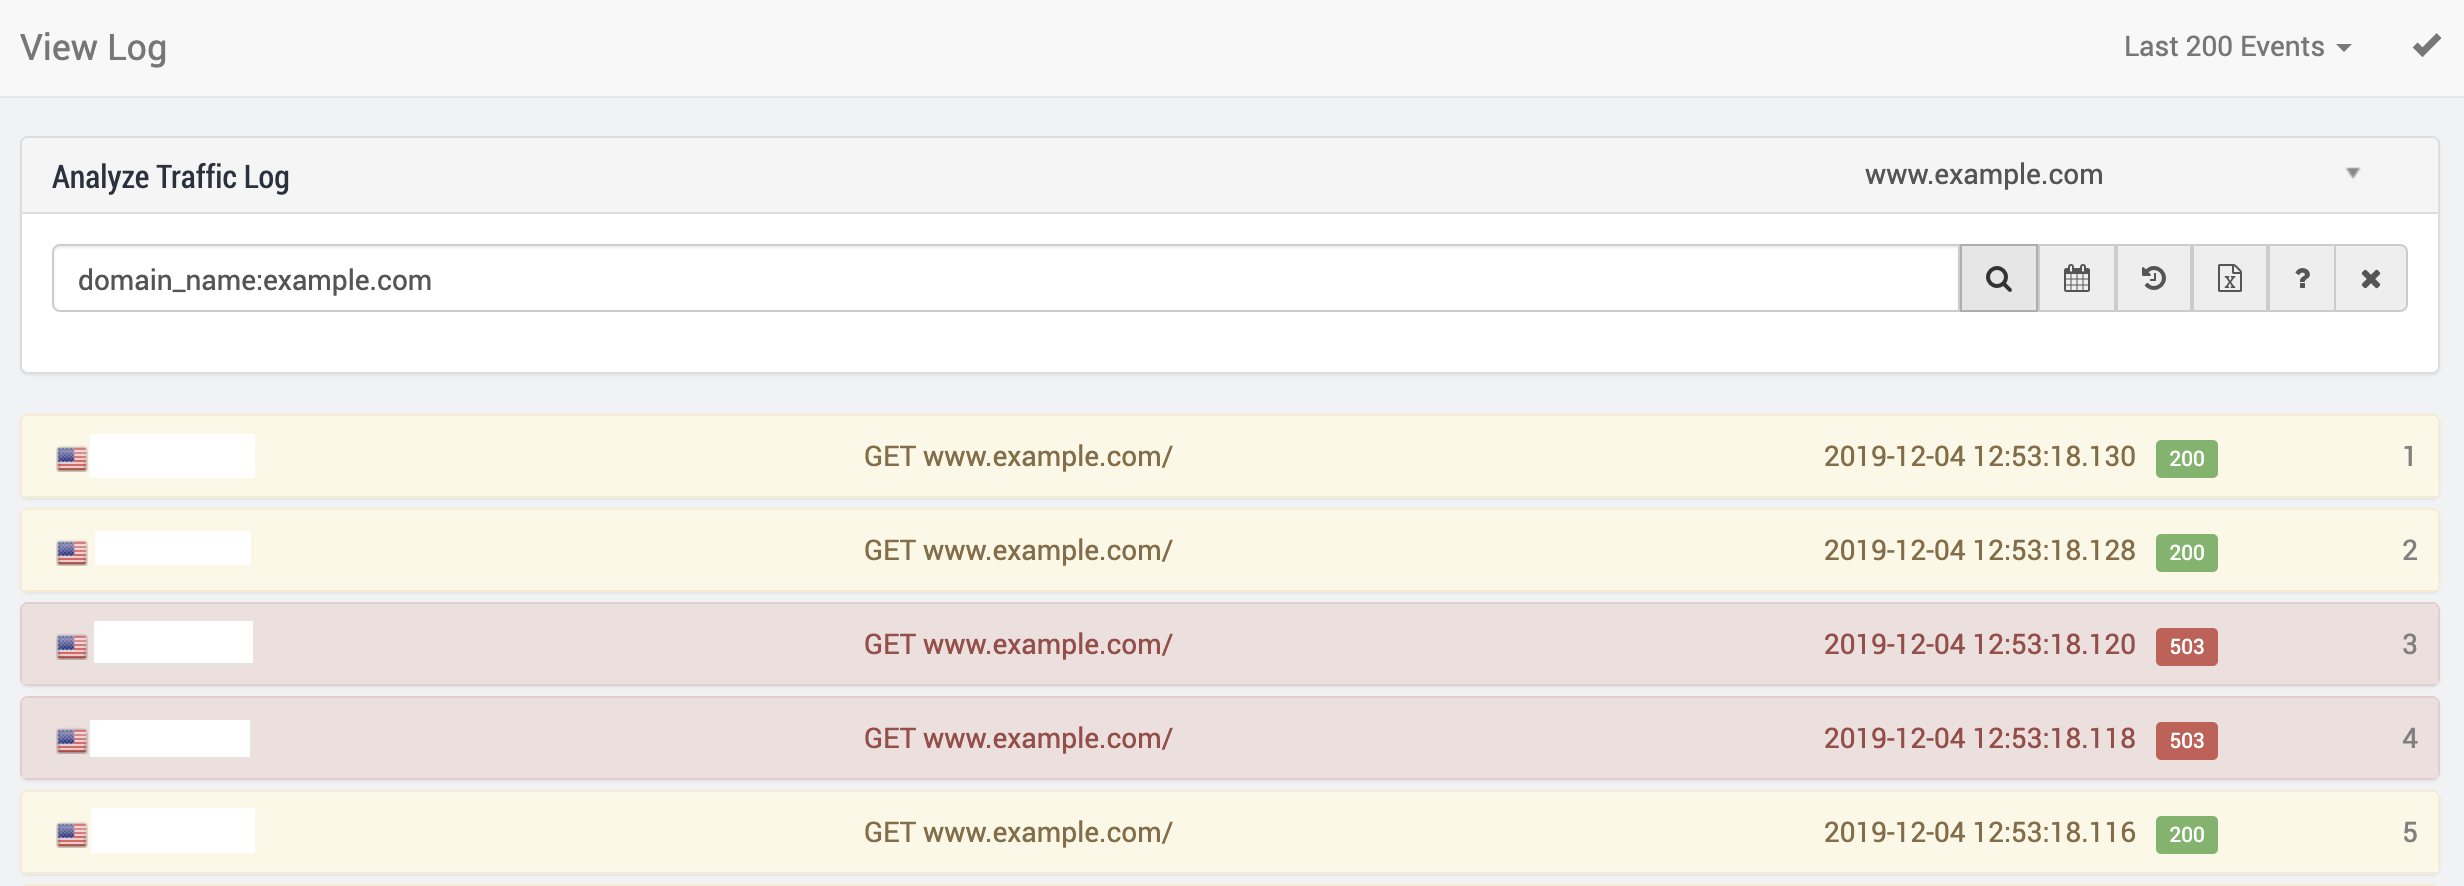 View Log
Last 200 Events
Analyze Traffic Log
www.example.com
domain_name:example.com
GET www.example.com/ 2019-12-04 12:53:18.130 200 1
GET www.example.com/ 2019-12-04 12:53:18.128 200 2
GET www.example.com/ 2019-12-04 12:53:18.120 503 3
GET www.example.com/ 2019-12-04 12:53:18.118 503 4
GET www.example.com/ 2019-12-04 12:53:18.116 200 5